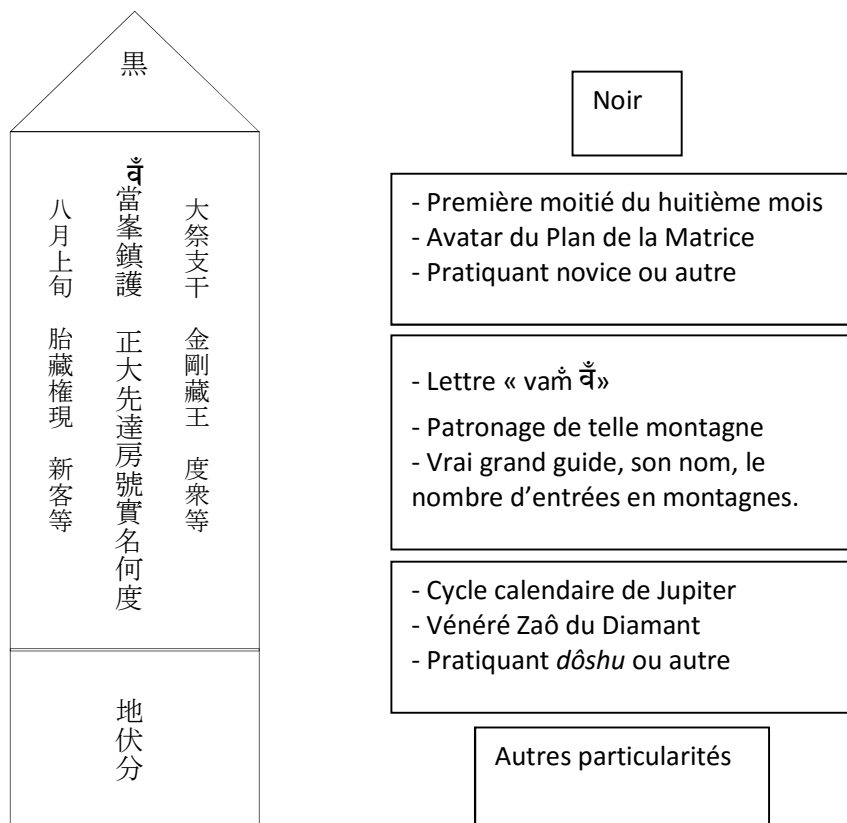 黒
大祭支干 金剛藏王 度衆等
वँ當峯鎮護 正大先達房號實名何度
八月上旬 胎藏権現 新客等
地伏分
Noir
- Première moitié du huitième mois
- Avatar du Plan de la Matrice
- Pratiquant novice ou autre
- Lettre « vam̐ वँ»
- Patronage de telle montagne
- Vrai grand guide, son nom, le
nombre d’entrées en montagnes.
- Cycle calendaire de Jupiter
- Vénéré Zaô du Diamant
- Pratiquant dôshu ou autre
Autres particularités